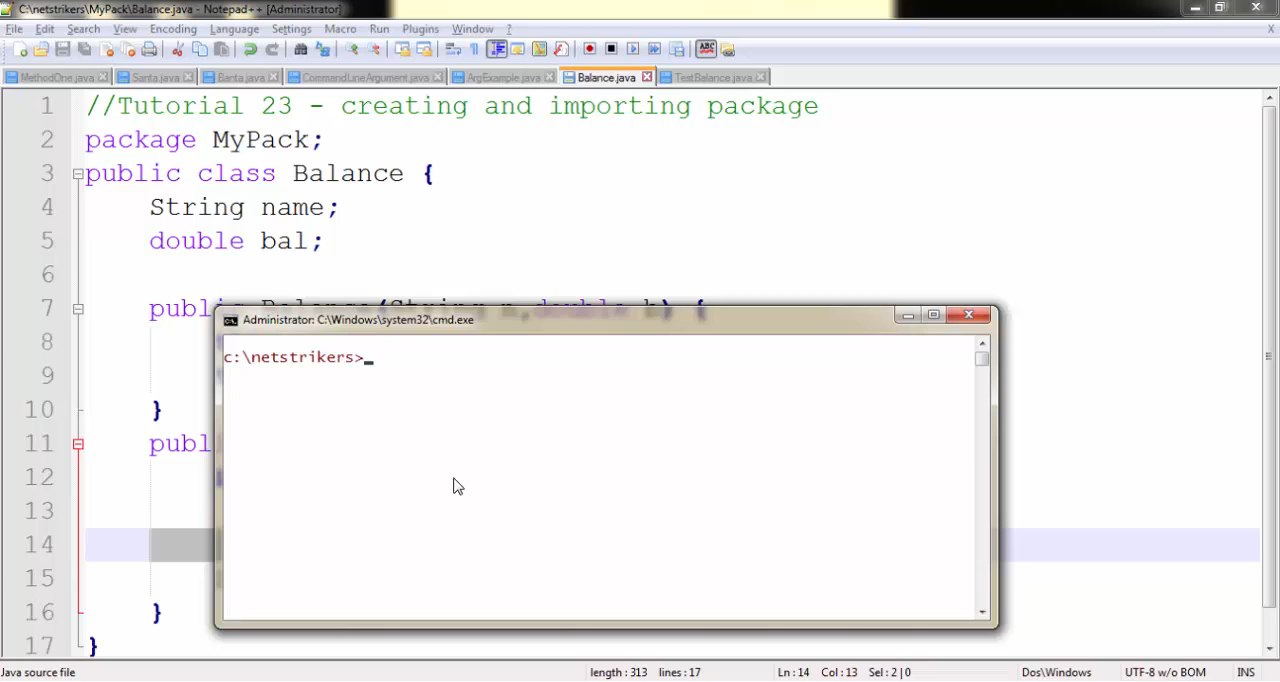 C:\netstrikers\MyPack\Balance.java - Notepad++ [Administrator]
File Edit Search View Encoding Language Settings Macro Run Plugins Window ? X
MethodOne.java Santa.java Banta.java CommandLineArgument.java ArgExample.java Balance.java TestBalance.java
1 //Tutorial 23 - creating and importing package
2 package MyPack;
3 public class Balance {
4 String name;
5 double bal;
6
7 public Balance(String n,double b) {
Administrator: C:\Windows\system32\cmd.exe
8
c:\netstrikers>_
9
10 }
11 publ
12
13
14
15
16 }
17 }
Java source file length : 313 lines : 17 Ln : 14 Col : 13 Sel : 2 | 0 Dos\Windows UTF-8 w/o BOM INS